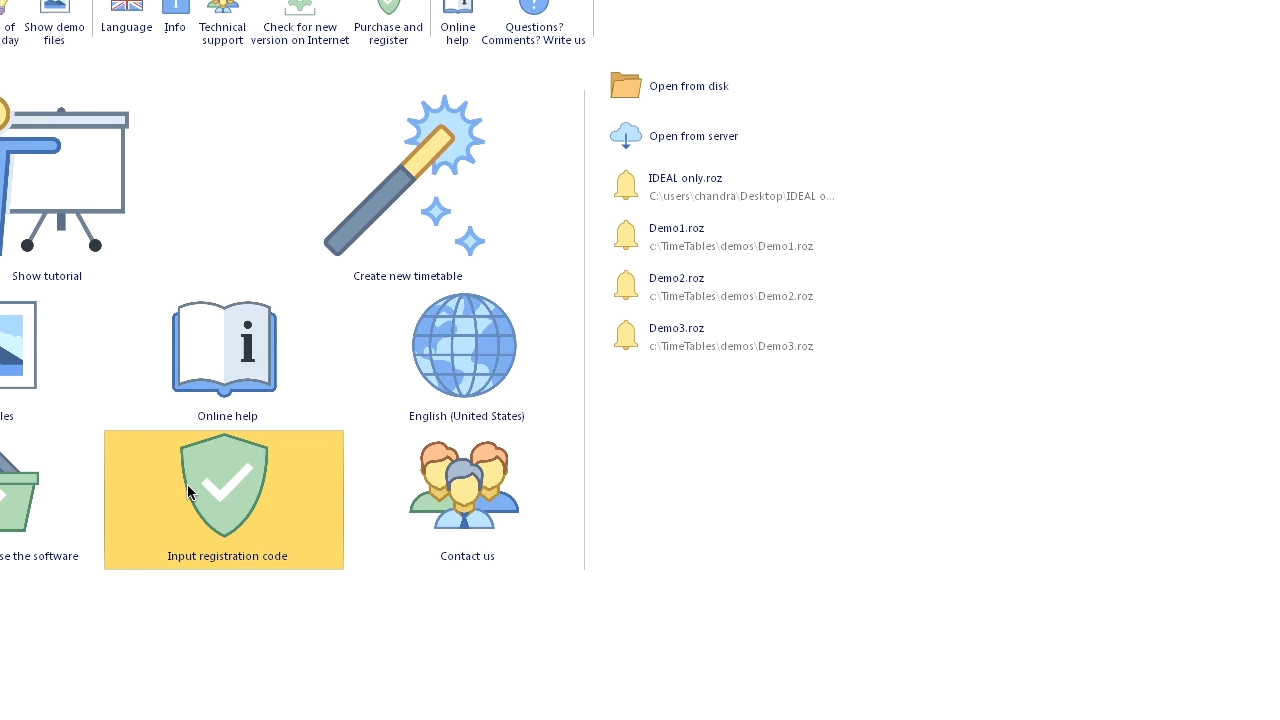 of
day
Show demo
files
Language
Info
Technical
support
Check for new
version on Internet
Purchase and
register
Online
help
Questions?
Comments? Write us
Open from disk
Open from server
IDEAL only.roz
C:\users\chandra\Desktop\IDEAL o...
Demo1.roz
c:\TimeTables\demos\Demo1.roz
Demo2.roz
c:\TimeTables\demos\Demo2.roz
Demo3.roz
c:\TimeTables\demos\Demo3.roz
Show tutorial
Create new timetable
les
Online help
English (United States)
se the software
Input registration code
Contact us